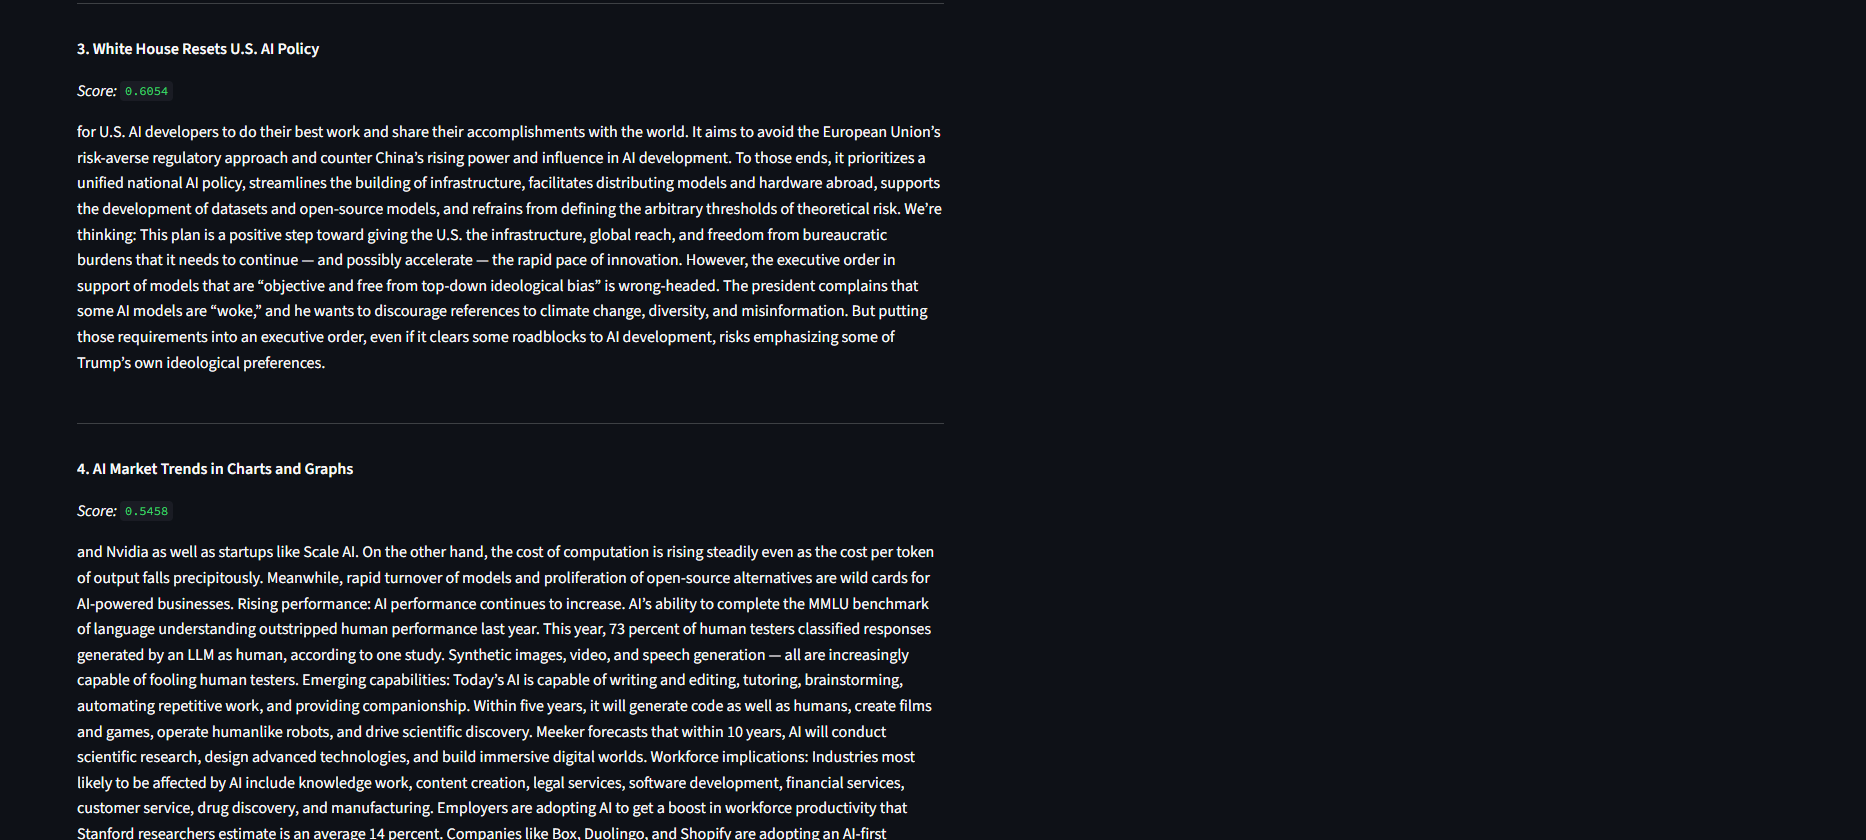 3. White House Resets U.S. AI Policy
Score: 0.6054
for U.S. AI developers to do their best work and share their accomplishments with the world. It aims to avoid the European Union’s
risk-averse regulatory approach and counter China’s rising power and influence in AI development. To those ends, it prioritizes a
unified national AI policy, streamlines the building of infrastructure, facilitates distributing models and hardware abroad, supports
the development of datasets and open-source models, and refrains from defining the arbitrary thresholds of theoretical risk. We’re
thinking: This plan is a positive step toward giving the U.S. the infrastructure, global reach, and freedom from bureaucratic
burdens that it needs to continue — and possibly accelerate — the rapid pace of innovation. However, the executive order in
support of models that are “objective and free from top-down ideological bias” is wrong-headed. The president complains that
some AI models are “woke,” and he wants to discourage references to climate change, diversity, and misinformation. But putting
those requirements into an executive order, even if it clears some roadblocks to AI development, risks emphasizing some of
Trump’s own ideological preferences.
4. AI Market Trends in Charts and Graphs
Score: 0.5458
and Nvidia as well as startups like Scale AI. On the other hand, the cost of computation is rising steadily even as the cost per token
of output falls precipitously. Meanwhile, rapid turnover of models and proliferation of open-source alternatives are wild cards for
AI-powered businesses. Rising performance: AI performance continues to increase. AI’s ability to complete the MMLU benchmark
of language understanding outstripped human performance last year. This year, 73 percent of human testers classified responses
generated by an LLM as human, according to one study. Synthetic images, video, and speech generation — all are increasingly
capable of fooling human testers. Emerging capabilities: Today’s AI is capable of writing and editing, tutoring, brainstorming,
automating repetitive work, and providing companionship. Within five years, it will generate code as well as humans, create films
and games, operate humanlike robots, and drive scientific discovery. Meeker forecasts that within 10 years, AI will conduct
scientific research, design advanced technologies, and build immersive digital worlds. Workforce implications: Industries most
likely to be affected by AI include knowledge work, content creation, legal services, software development, financial services,
customer service, drug discovery, and manufacturing. Employers are adopting AI to get a boost in workforce productivity that
Stanford researchers estimate is an average 14 percent. Companies like Box, Duolingo, and Shopify are adopting an AI-first